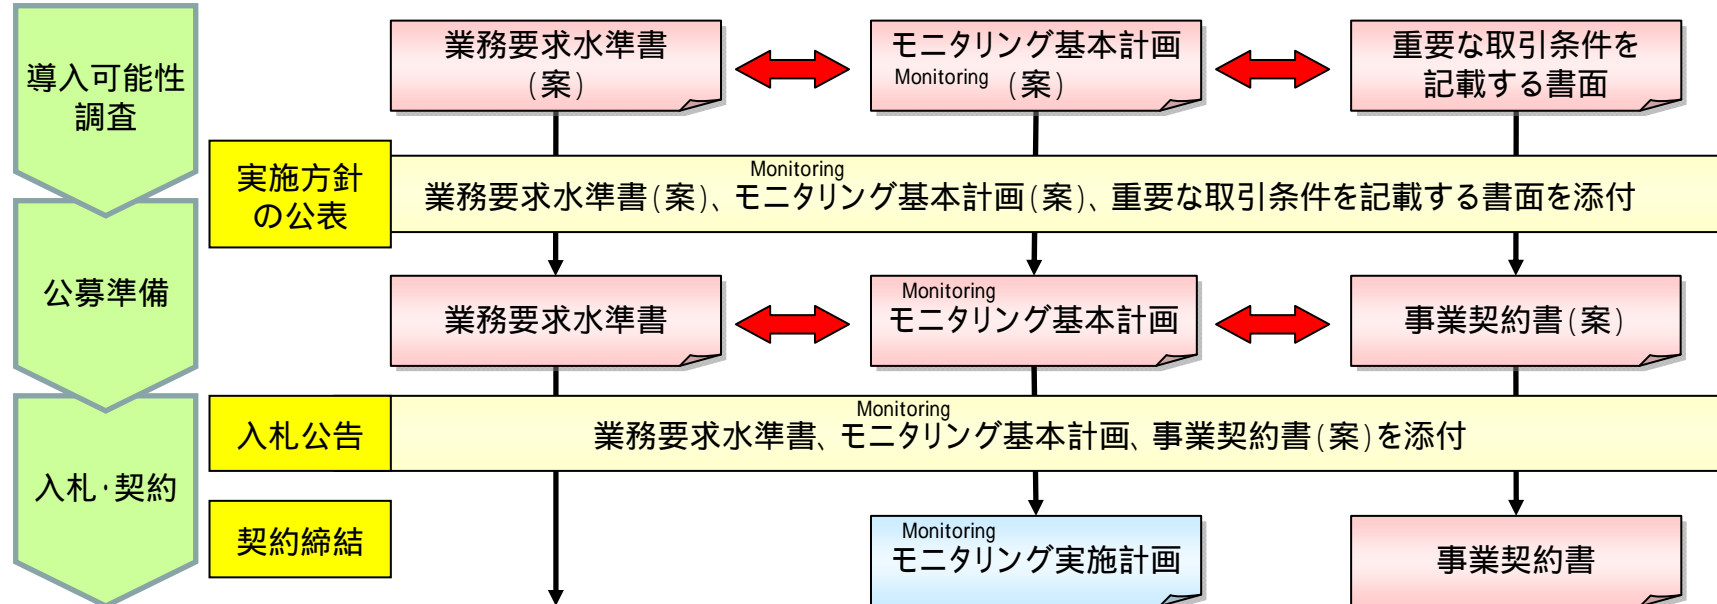 導入可能性
調査
業務要求水準書
(案)
モニタリング基本計画
Monitoring (案)
重要な取引条件を
記載する書面
実施方針
の公表
Monitoring
業務要求水準書(案)、モニタリング基本計画(案)、重要な取引条件を記載する書面を添付
公募準備
業務要求水準書
Monitoring
モニタリング基本計画
事業契約書(案)
入札公告
Monitoring
業務要求水準書、モニタリング基本計画、事業契約書(案)を添付
入札・契約
契約締結
Monitoring
モニタリング実施計画
事業契約書